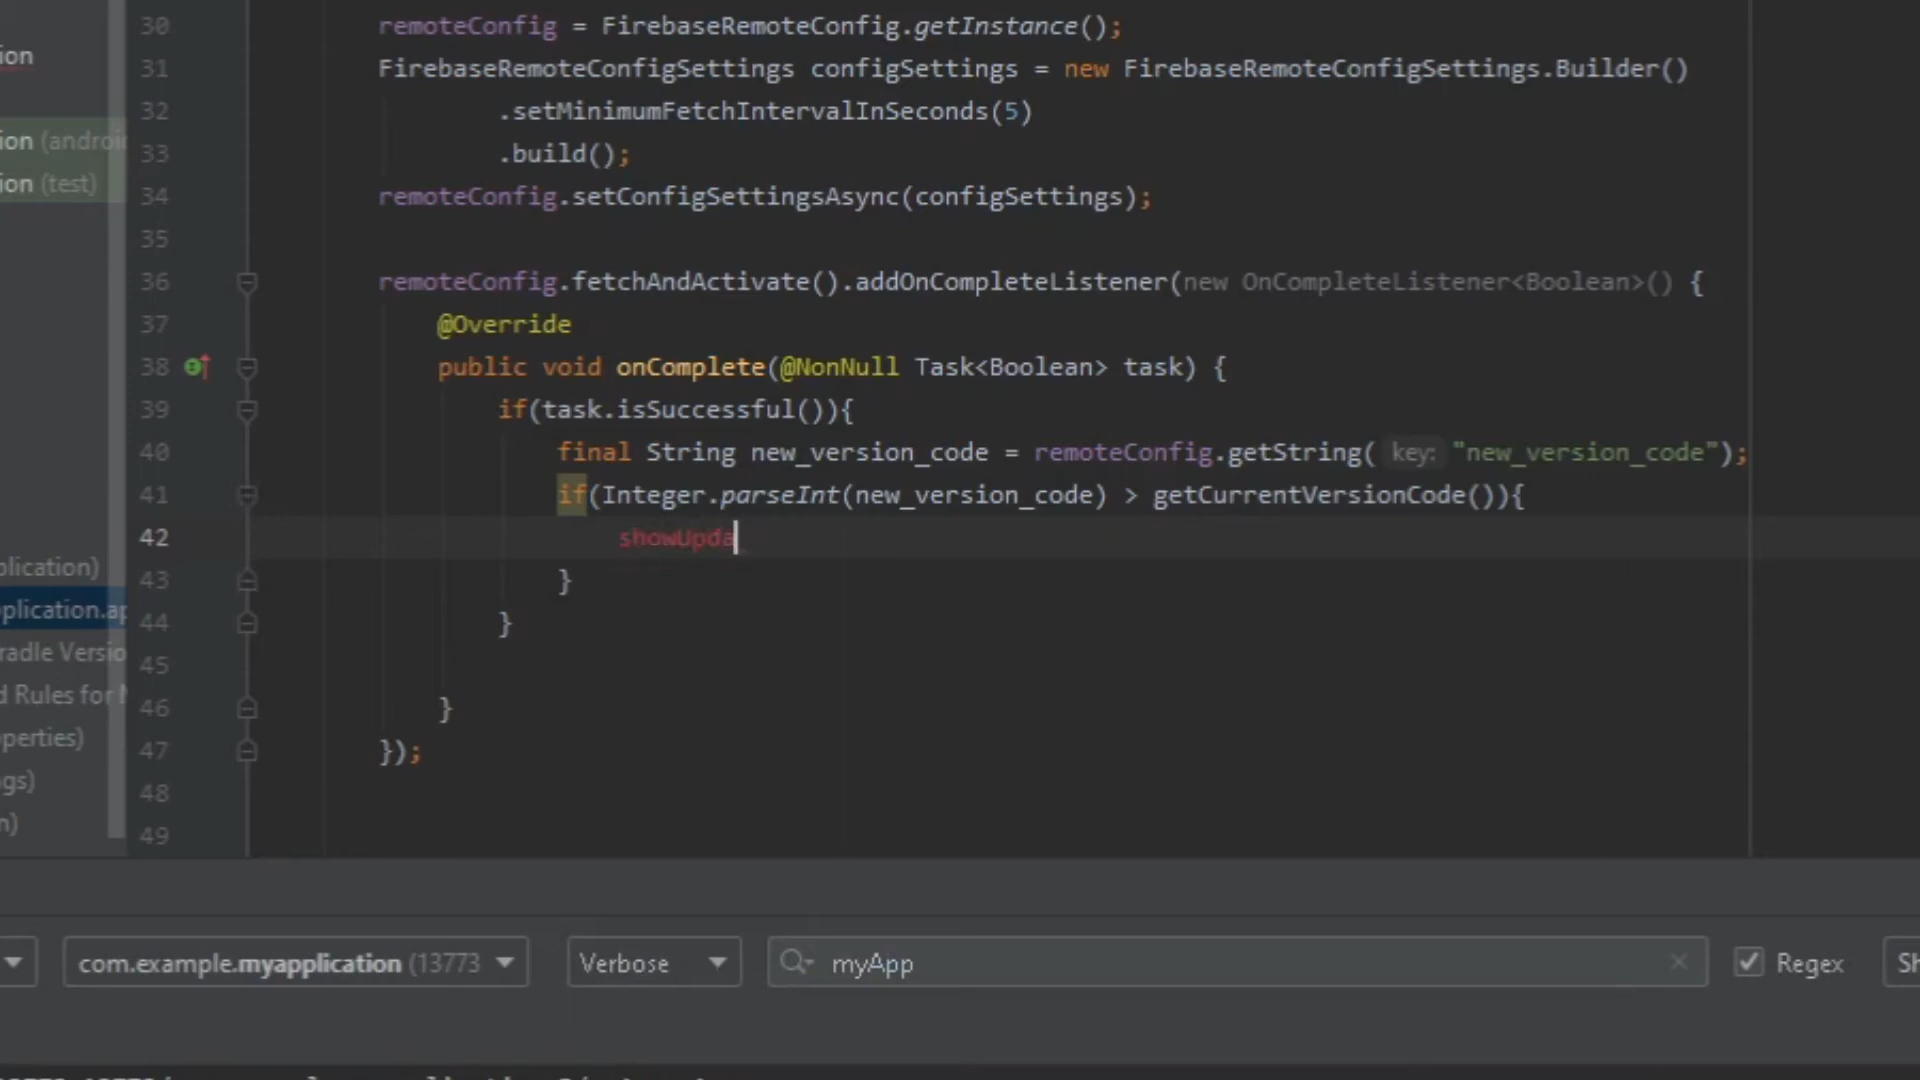 30 remoteConfig = FirebaseRemoteConfig.getInstance();
ion
31 FirebaseRemoteConfigSettings configSettings = new FirebaseRemoteConfigSettings.Builder()
32 .setMinimumFetchIntervalInSeconds(5)
ion (androi
33 .build();
ion (test)
34 remoteConfig.setConfigSettingsAsync(configSettings);
35
36 remoteConfig.fetchAndActivate().addOnCompleteListener(new OnCompleteListener<Boolean>() {
37 @Override
38 public void onComplete(@NonNull Task<Boolean> task) {
39 if(task.isSuccessful()){
40 final String new_version_code = remoteConfig.getString( key: "new_version_code");
41 if(Integer.parseInt(new_version_code) > getCurrentVersionCode()){
42 showUpda
plication)
43 }
plication.ap
44 }
radle Versio
45
d Rules for
46 }
perties)
47 });
gs)
48
n)
49
com.example.myapplication (13773 Verbose myApp Regex Sh